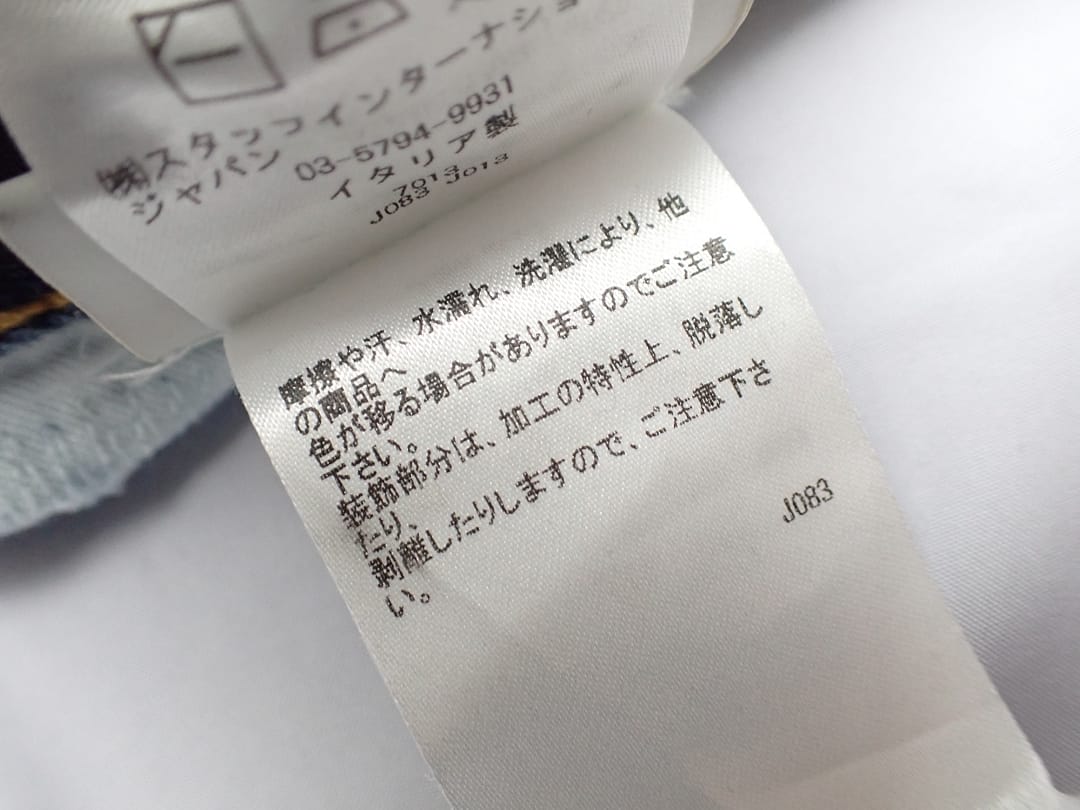 ㈱スタッフインターナショ
ジャパン 03-5794-9931
イタリア製
7013
J083 J013
摩擦や汗、水濡れ、洗濯により、他
の商品へ
色が移る場合がありますのでご注意
下さい。
装飾部分は、加工の特性上、脱落し
たり、
剥離したりしますので、ご注意下さ
い。
J083